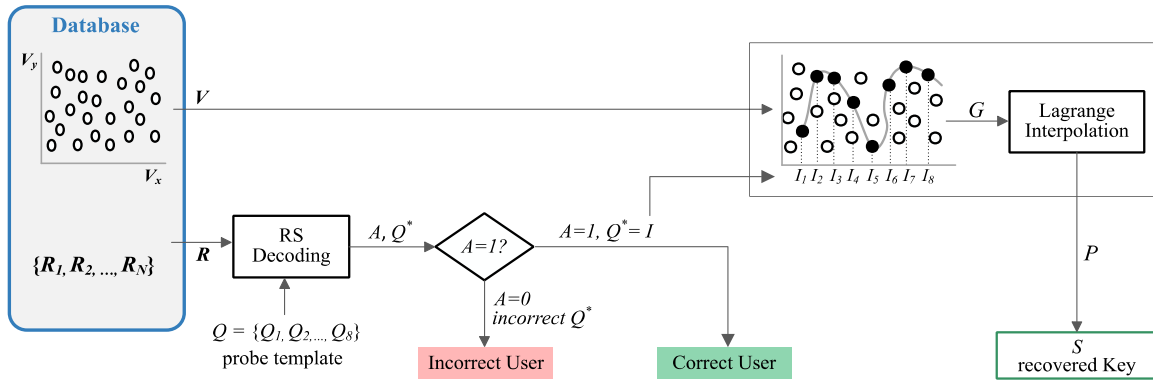 Database
V_y
V_x
V
I_1 I_2 I_3 I_4 I_5 I_6 I_7 I_8
G
Lagrange
Interpolation
{R_1, R_2, ..., R_N}
R
RS
Decoding
A, Q^*
A=1?
A=1, Q^*= I
A=0
incorrect Q^*
Q = {Q_1, Q_2,..., Q_8}
probe template
Incorrect User
Correct User
P
S
recovered Key